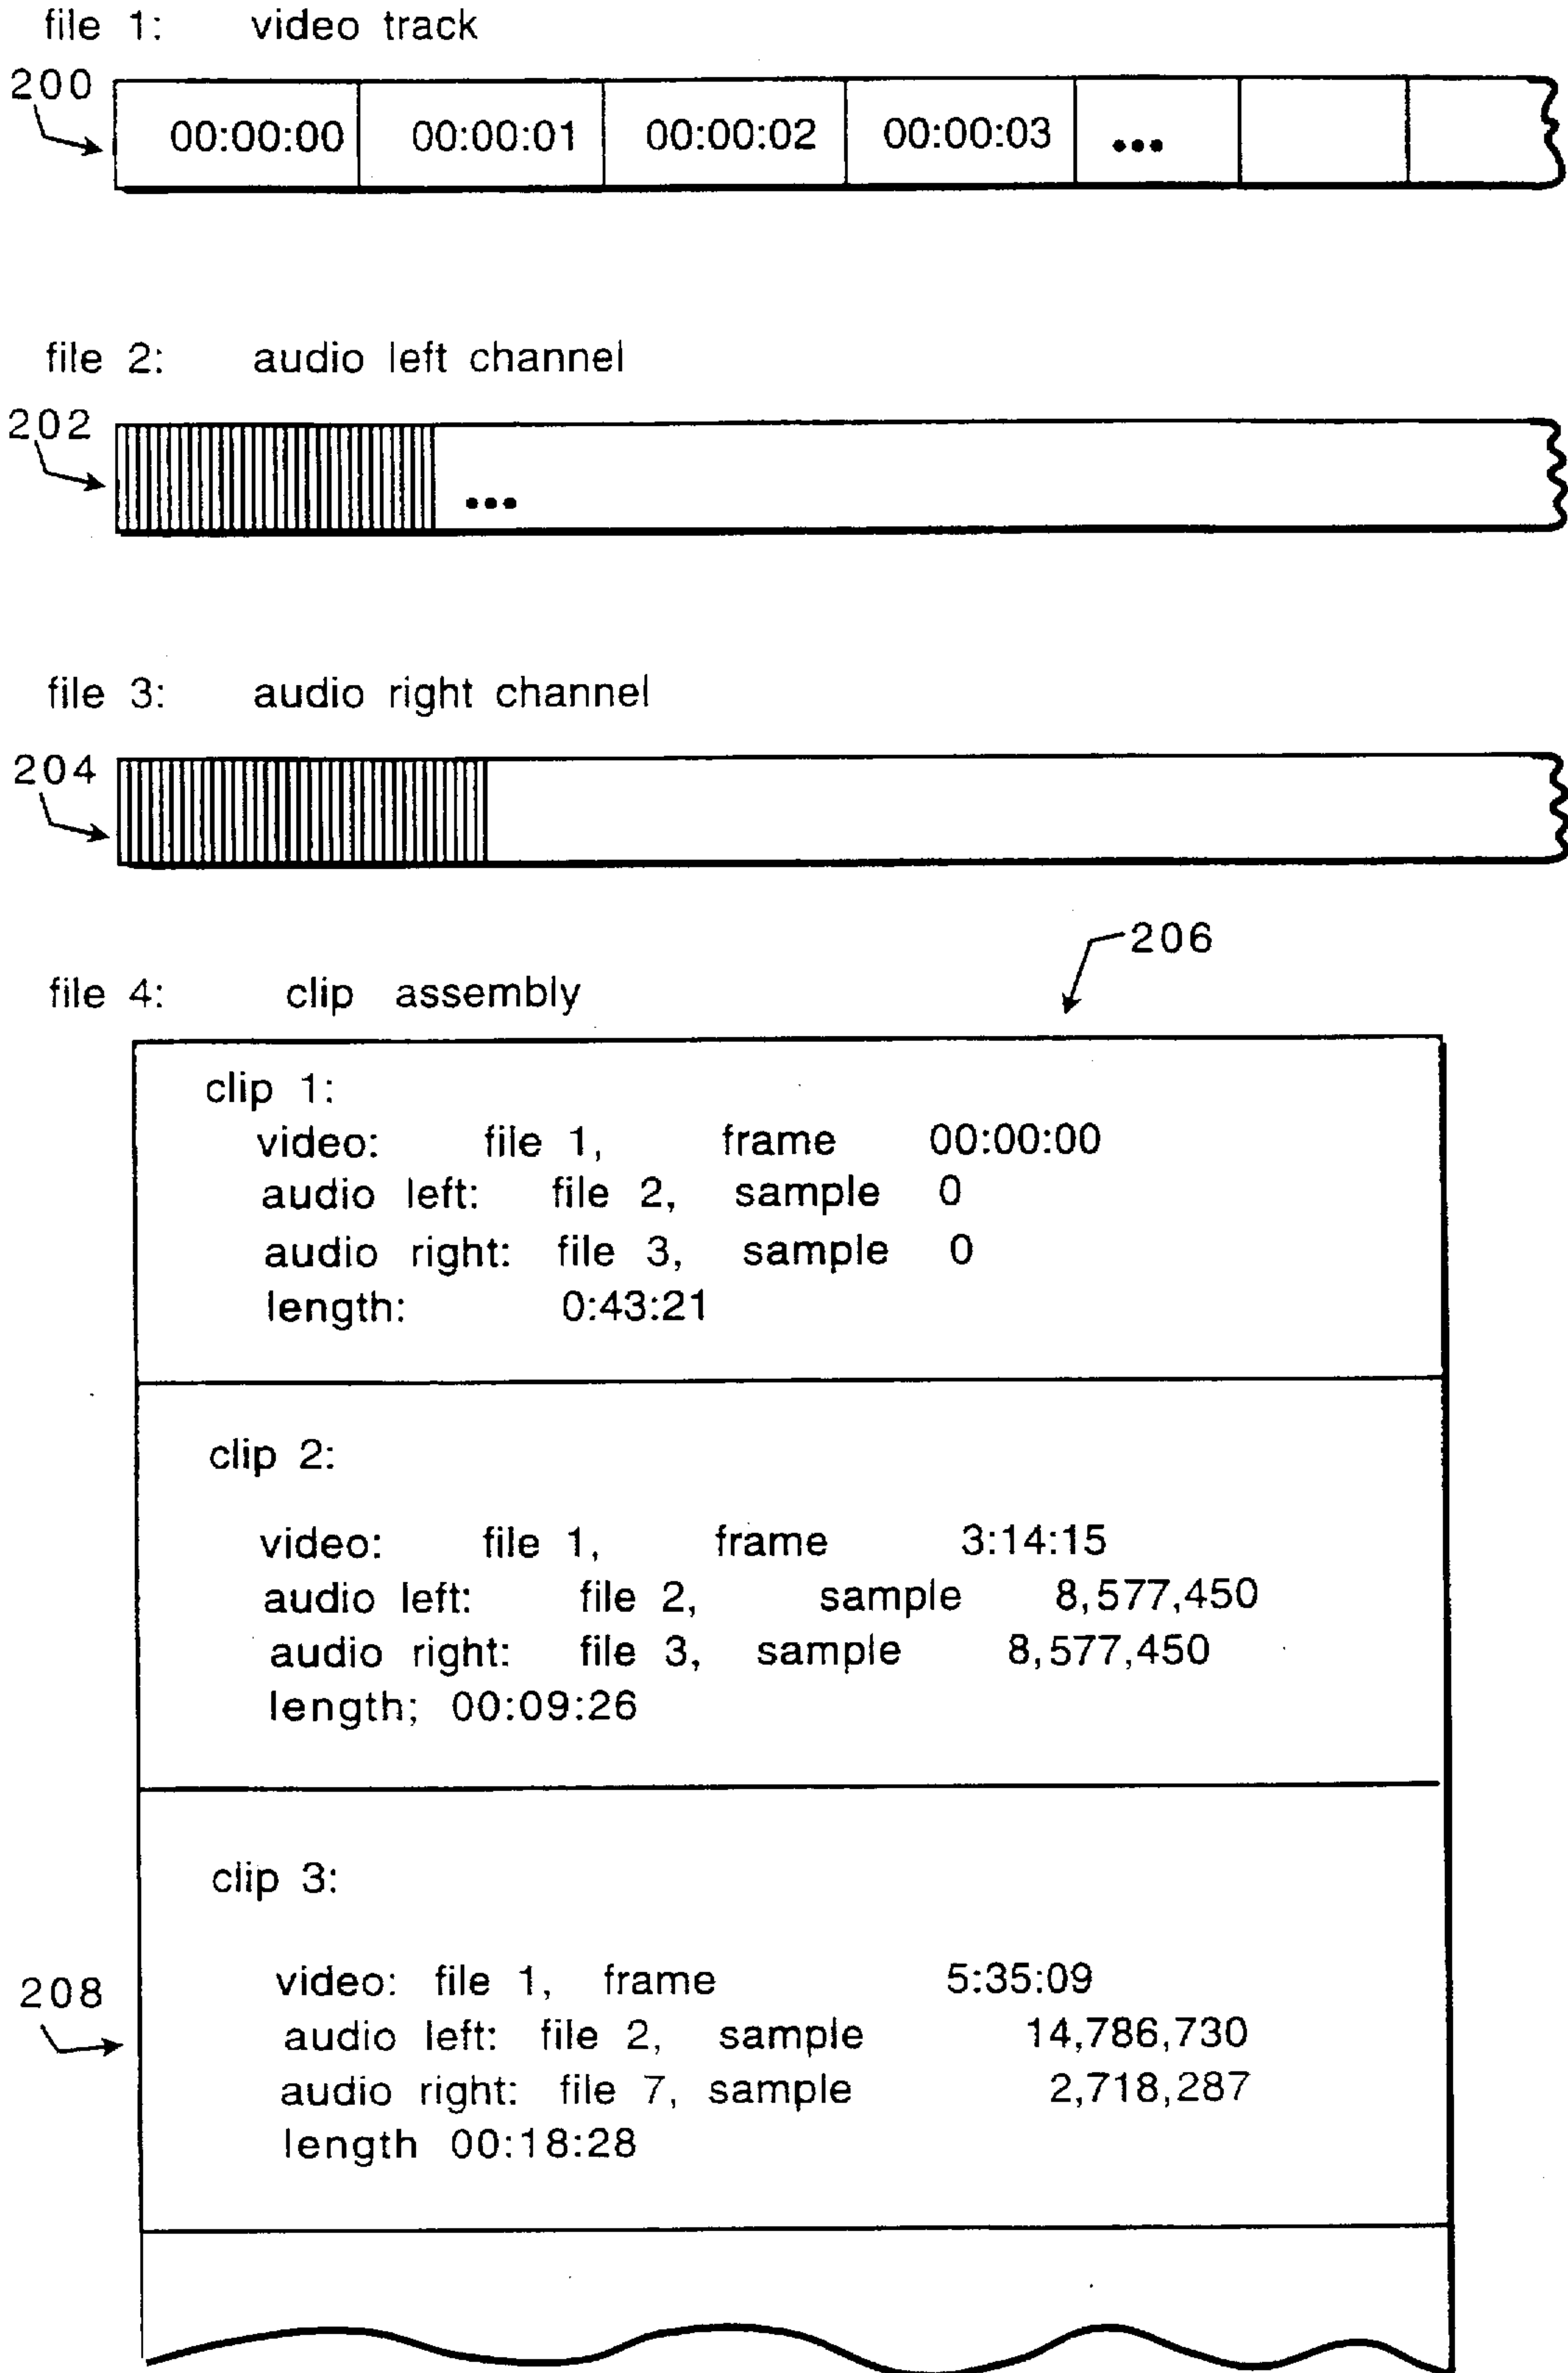 file 1: video track
200
00:00:00 00:00:01 00:00:02 00:00:03 ...
file 2: audio left channel
202
...
file 3: audio right channel
204
206
file 4: clip assembly
clip 1:
video: file 1, frame 00:00:00
audio left: file 2, sample 0
audio right: file 3, sample 0
length: 0:43:21
clip 2:
video: file 1, frame 3:14:15
audio left: file 2, sample 8,577,450
audio right: file 3, sample 8,577,450
length; 00:09:26
clip 3:
208
video: file 1, frame 5:35:09
audio left: file 2, sample 14,786,730
audio right: file 7, sample 2,718,287
length 00:18:28